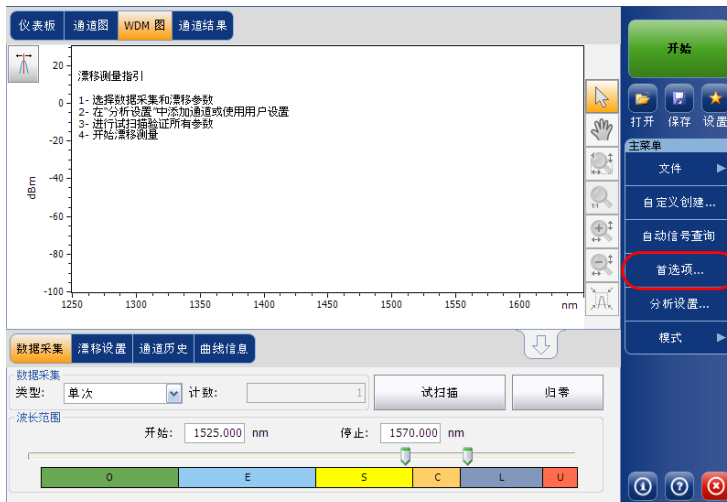 仪表板 通道图 WDM 图 通道结果
开始
打开 保存 设置
主菜单
文件
自定义创建...
自动信号查询
首选项...
分析设置...
模式
20
0
-20
-40
-60
-80
-100
dBm
漂移测量指引
1- 选择数据采集和漂移参数
2- 在"分析设置"中添加通道或使用用户设置
3- 进行试扫描验证所有参数
4- 开始漂移测量
1250 1300 1350 1400 1450 1500 1550 1600 nm
1:1
数据采集 漂移设置 通道历史 曲线信息
数据采集
类型: 单次 计数: 1 试扫描 归零
波长范围
开始: 1525.000 nm 停止: 1570.000 nm
O E S C L U